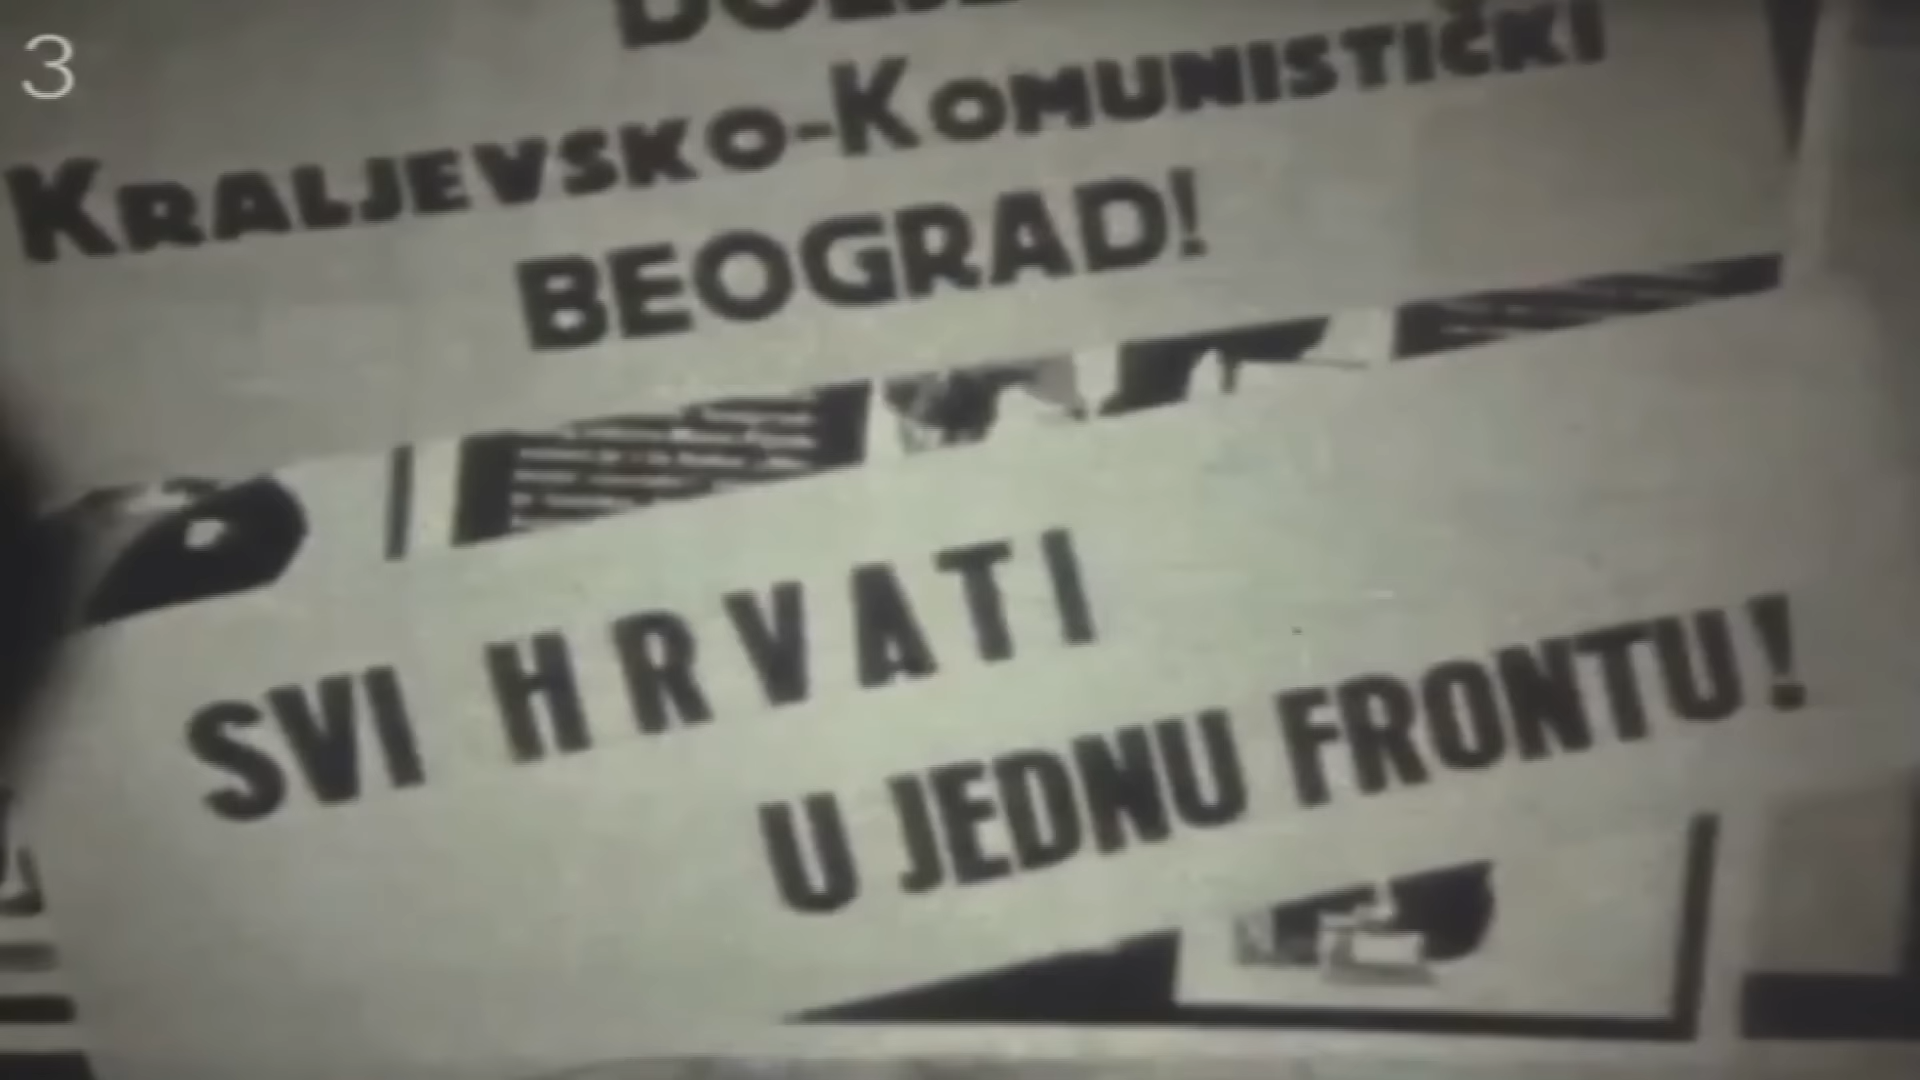 3
KRALJEVSKO-KOMUNISTIČKI
BEOGRAD!
SVI HRVATI
U JEDNU FRONTU!